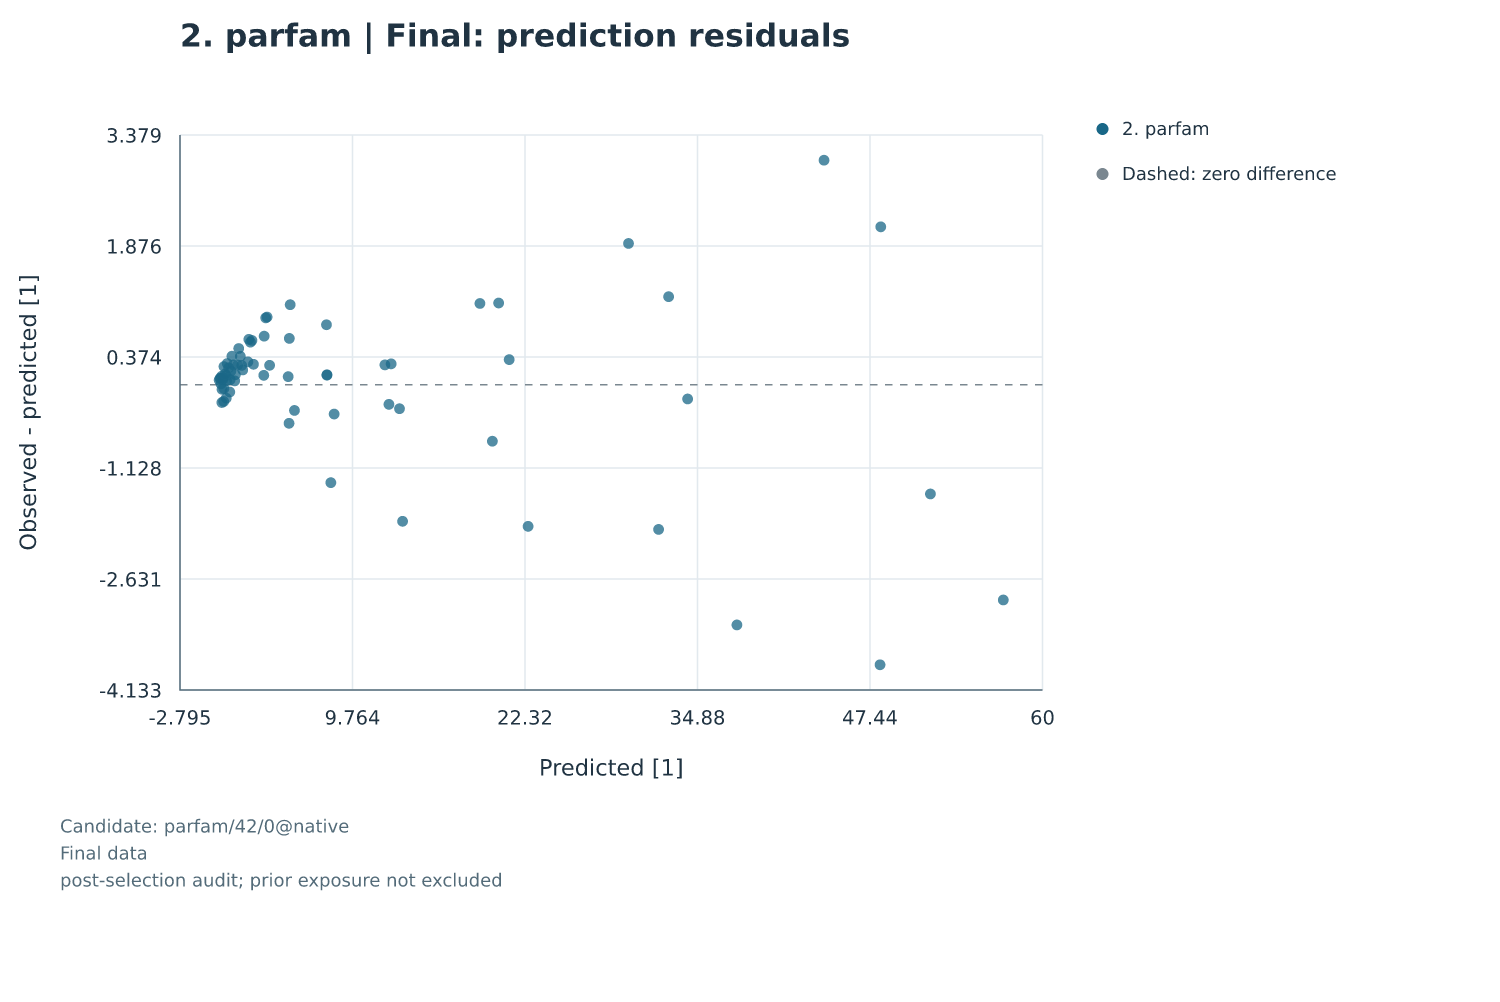 2. parfam | Final: prediction residuals
3.379
1.876
0.374
-1.128
-2.631
-4.133
Observed - predicted [1]
-2.795
9.764
22.32
34.88
47.44
60
Predicted [1]
2. parfam
Dashed: zero difference
Candidate: parfam/42/0@native
Final data
post-selection audit; prior exposure not excluded